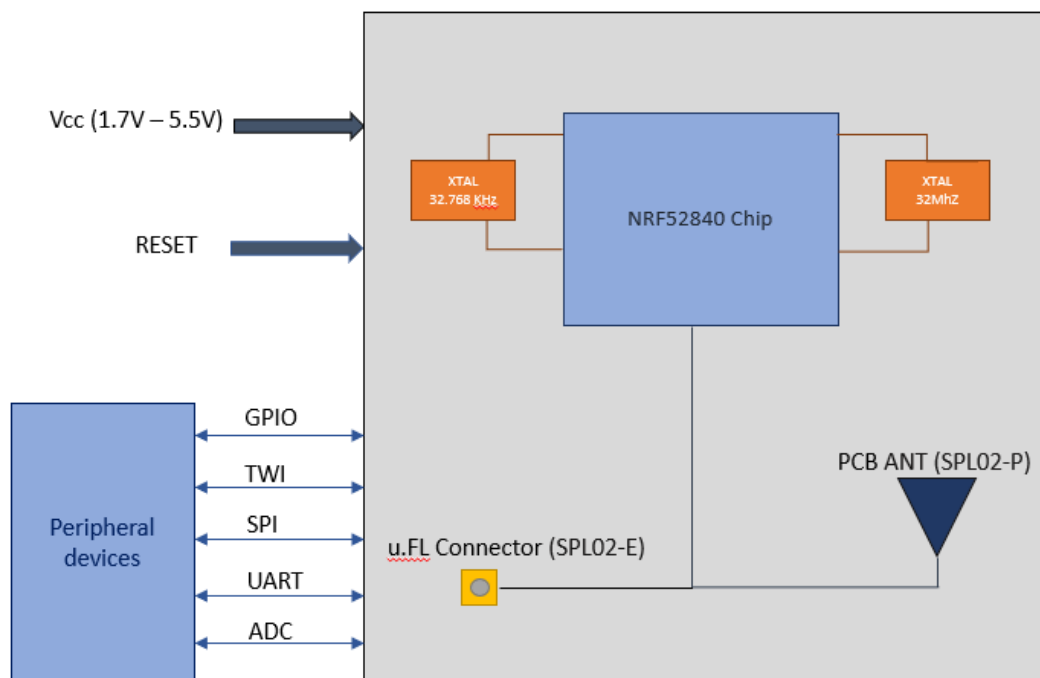 Vcc (1.7V – 5.5V)
XTAL
32.768 KHz
NRF52840 Chip
XTAL
32MhZ
RESET
GPIO
TWI
SPI
UART
ADC
Peripheral
devices
PCB ANT (SPL02-P)
u.FL Connector (SPL02-E)